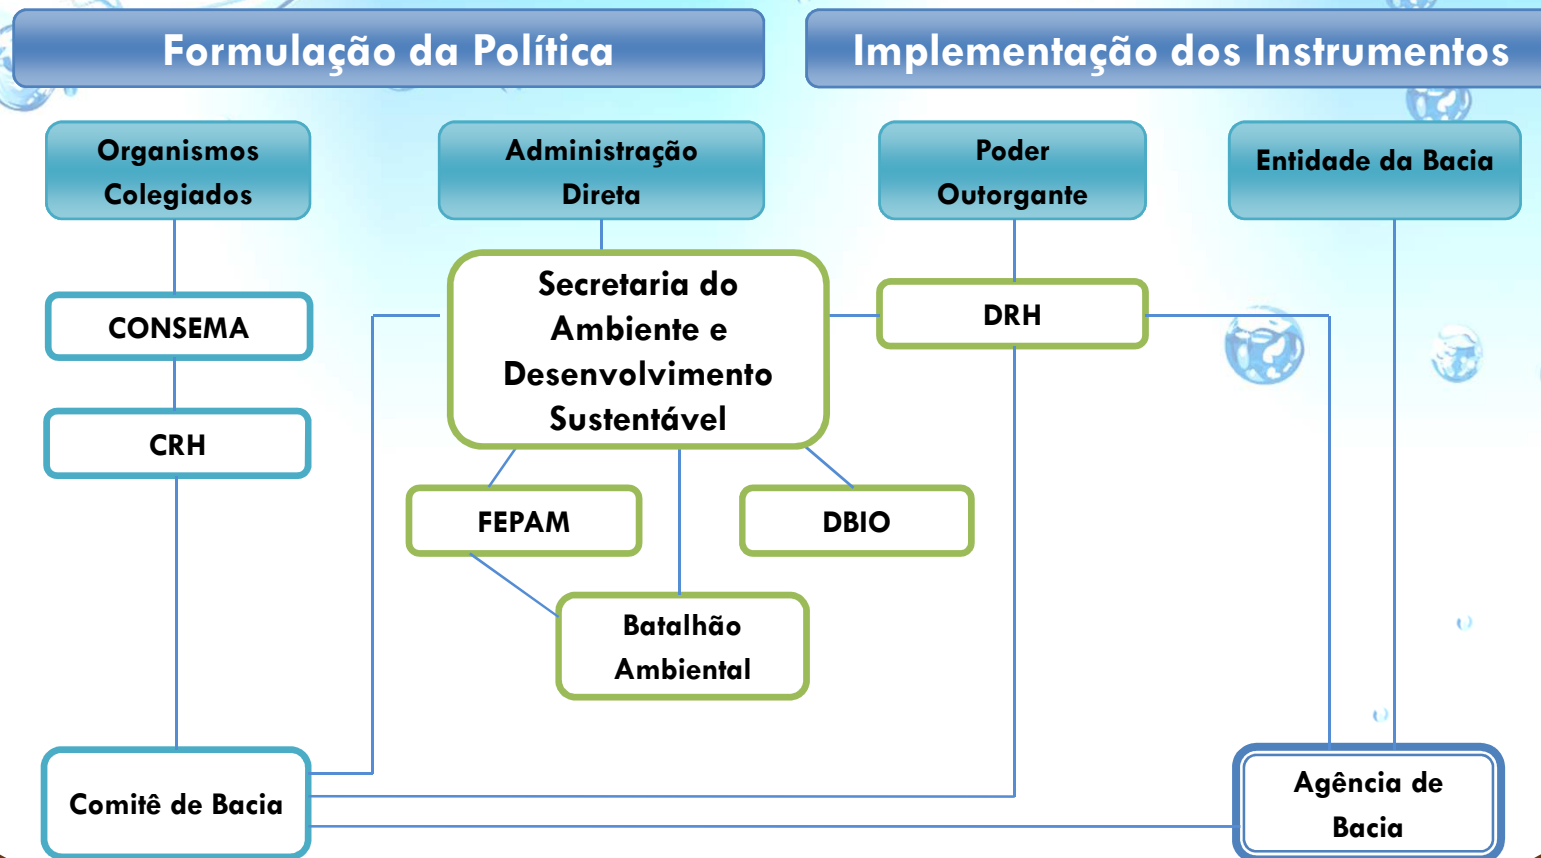 Formulação da Política
Implementação dos Instrumentos
Organismos
Colegiados
Administração
Direta
Poder
Outorgante
Entidade da Bacia
CONSEMA
CRH
Secretaria do
Ambiente e
Desenvolvimento
Sustentável
DRH
FEPAM
DBIO
Batalhão
Ambiental
Comitê de Bacia
Agência de
Bacia